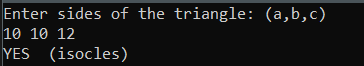 Enter sides of the triangle: (a,b,c)
10 10 12
YES  (isocles)